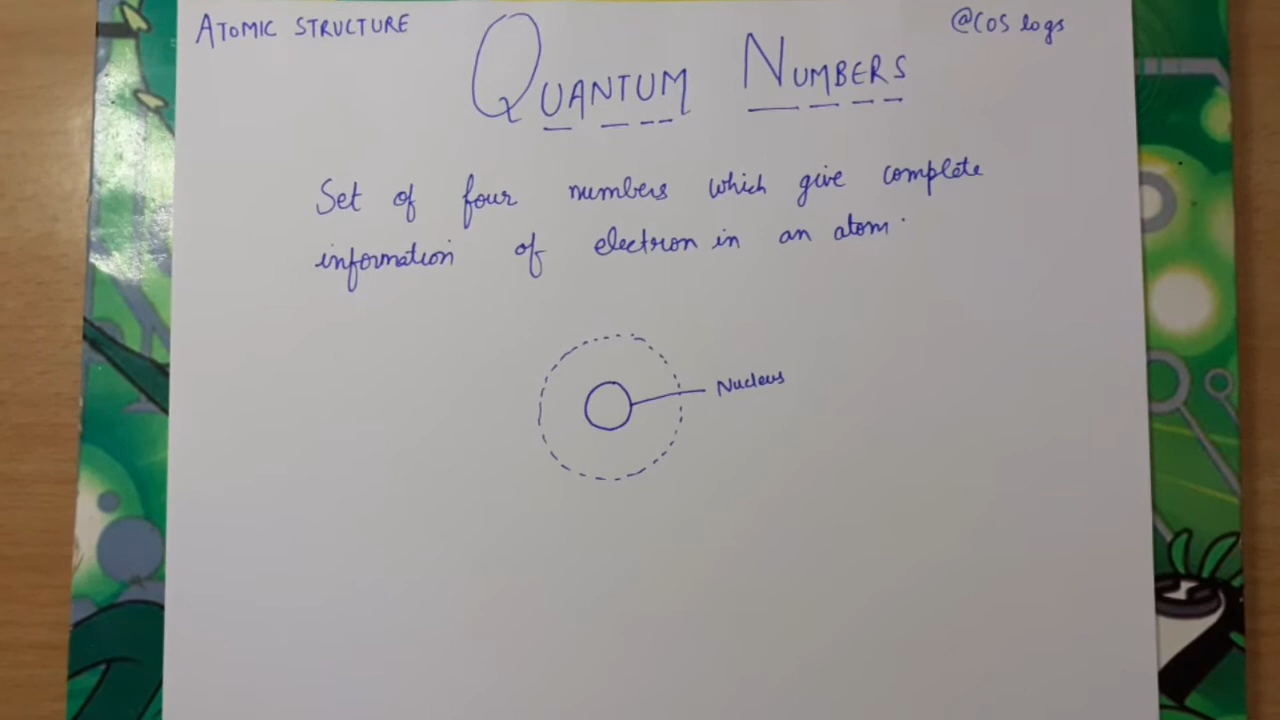 ATOMIC STRUCTURE
@cos logs
QUANTUM NUMBERS
Set of four numbers which give complete
information of electron in an atom.
Nucleus